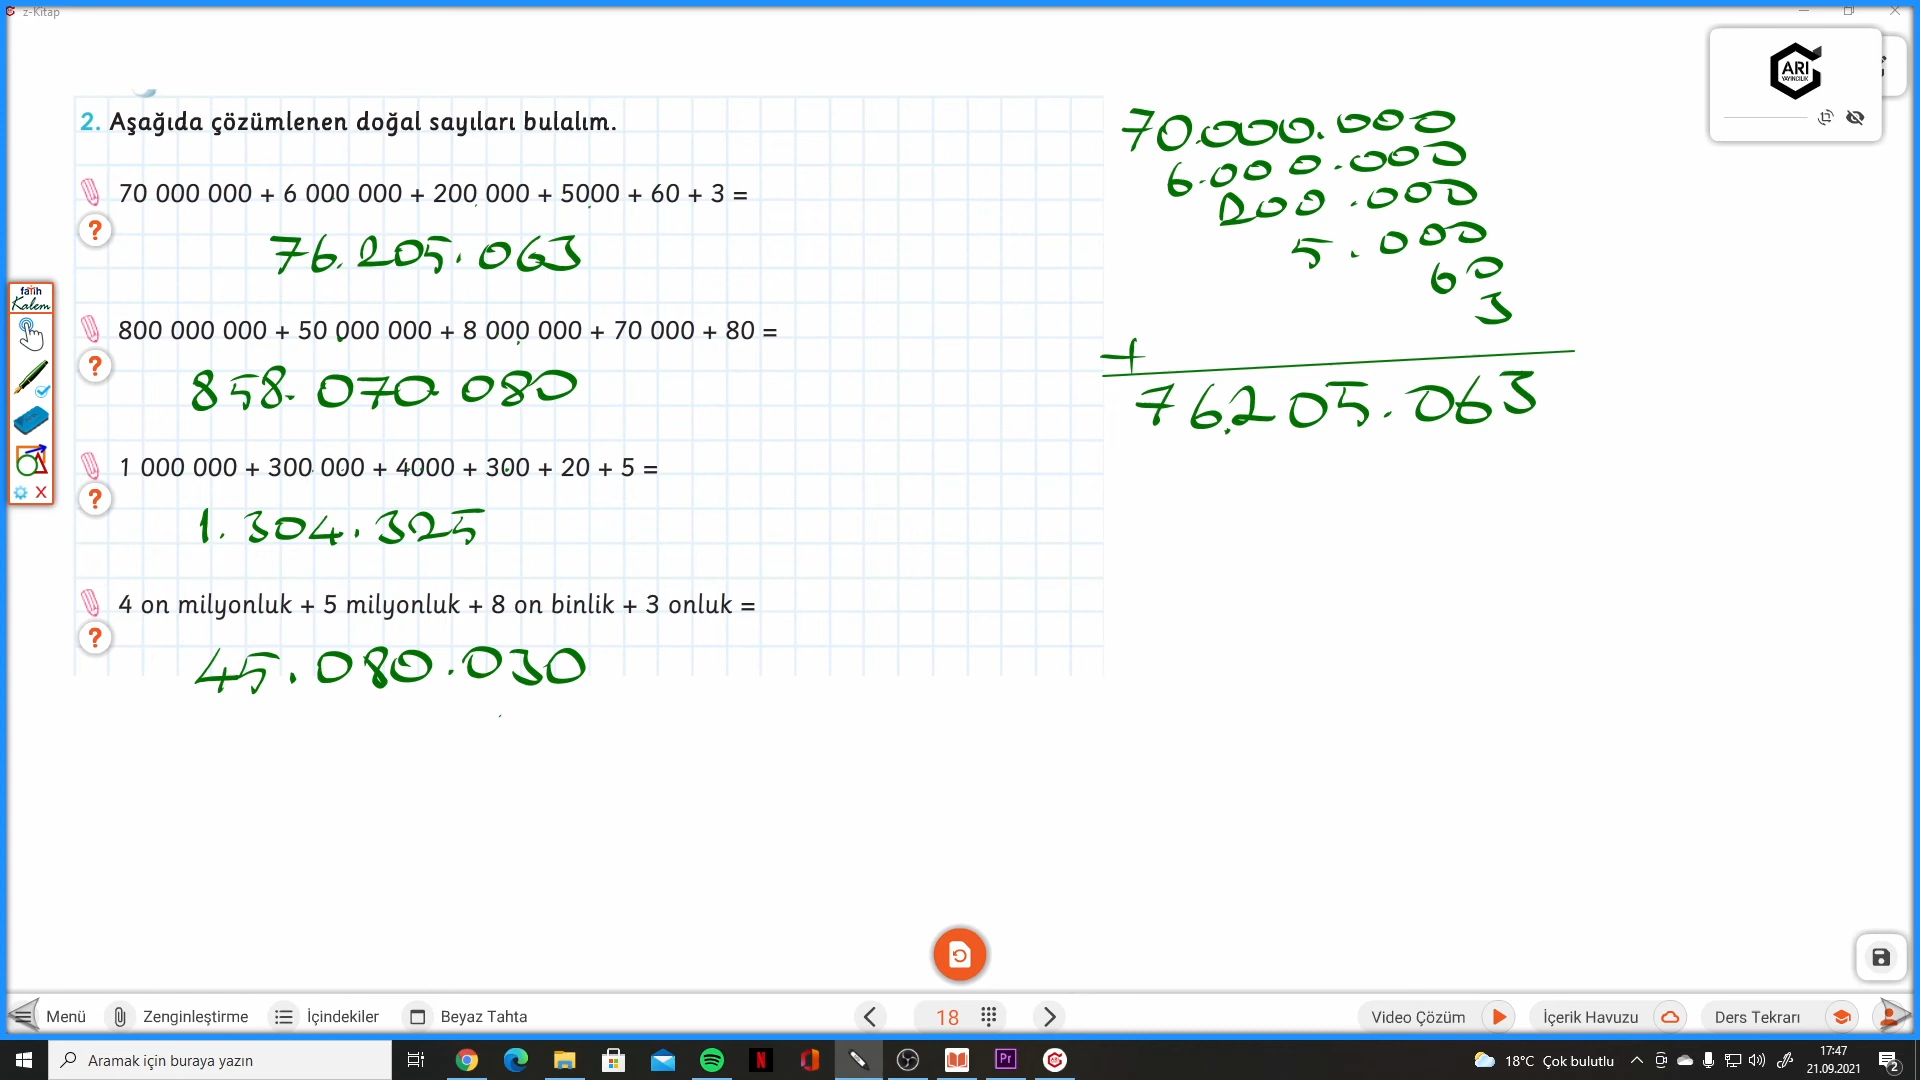 z-Kitap
ARI
YAYINCILIK
2. Aşağıda çözümlenen doğal sayıları bulalım.
70 000 000 + 6 000 000 + 200 000 + 5000 + 60 + 3 =
?
76.205.063
800 000 000 + 50 000 000 + 8 000 000 + 70 000 + 80 =
?
858.070.080
1 000 000 + 300 000 + 4000 + 300 + 20 + 5 =
?
1.304.325
4 on milyonluk + 5 milyonluk + 8 on binlik + 3 onluk =
?
45.080.030
70.000.000
6.000.000
200.000
5.000
60
3
+
76.205.063
fatih
Kalem
X
Menü Zenginleştirme İçindekiler Beyaz Tahta 18 Video Çözüm İçerik Havuzu Ders Tekrarı
Aramak için buraya yazın
N
Pr
18°C Çok bulutlu
17:47
21.09.2021
2